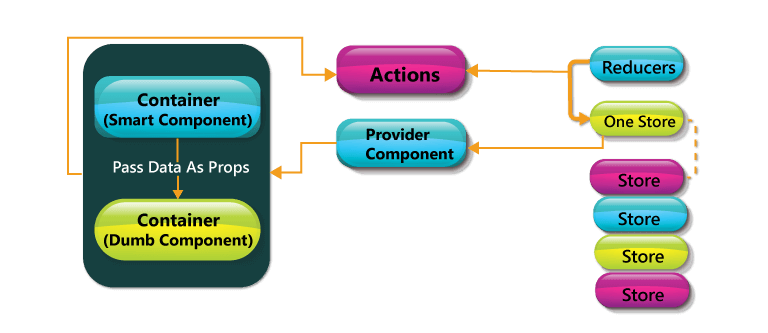 Container
(Smart Component)
Pass Data As Props
Container
(Dumb Component)
Actions
Provider
Component
Reducers
One Store
Store
Store
Store
Store